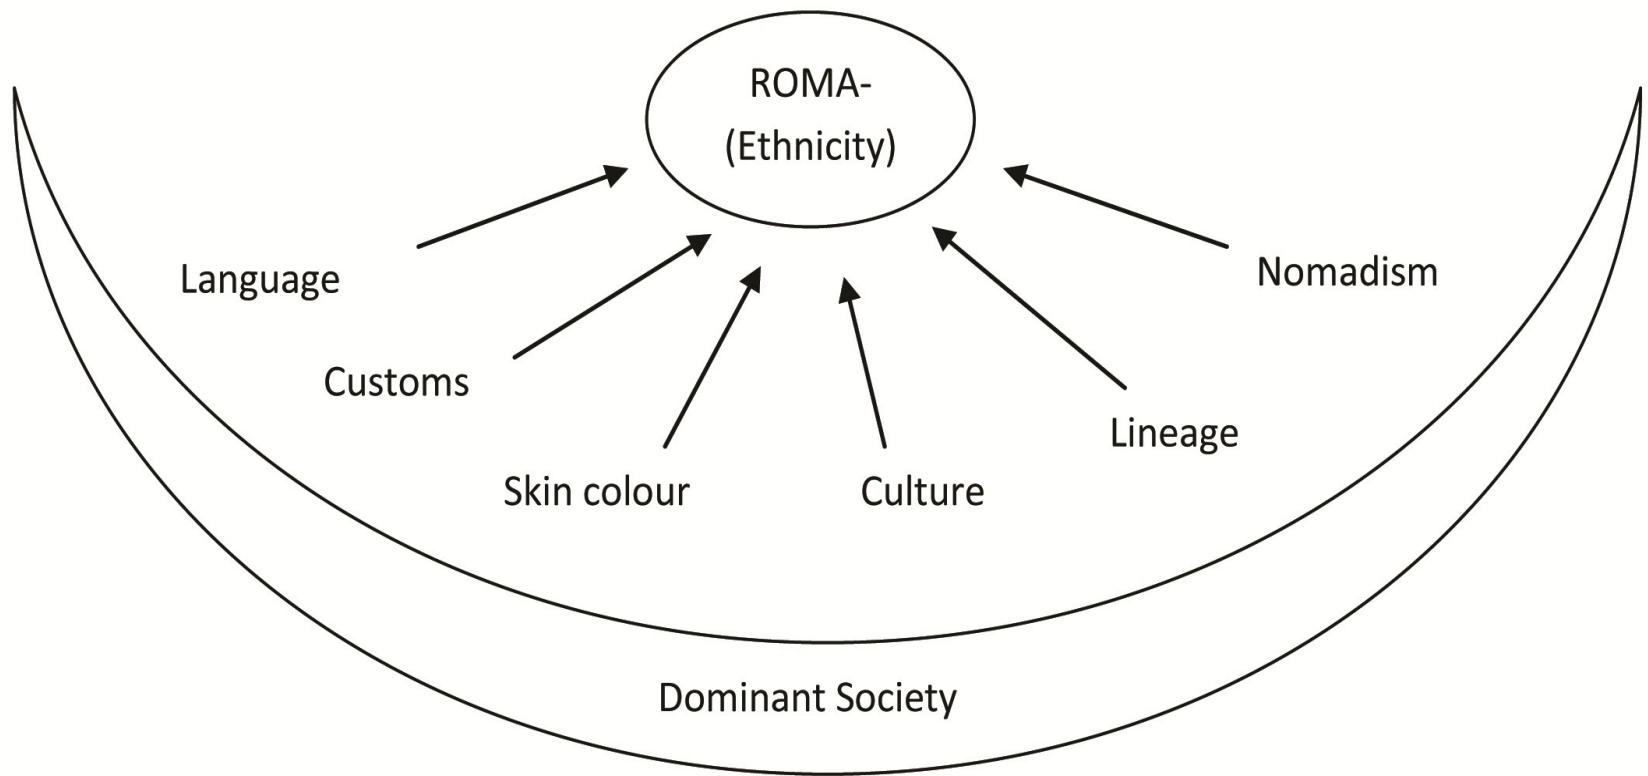 ROMA-
(Ethnicity)
Language
Nomadism
Customs
Lineage
Skin colour
Culture
Dominant Society